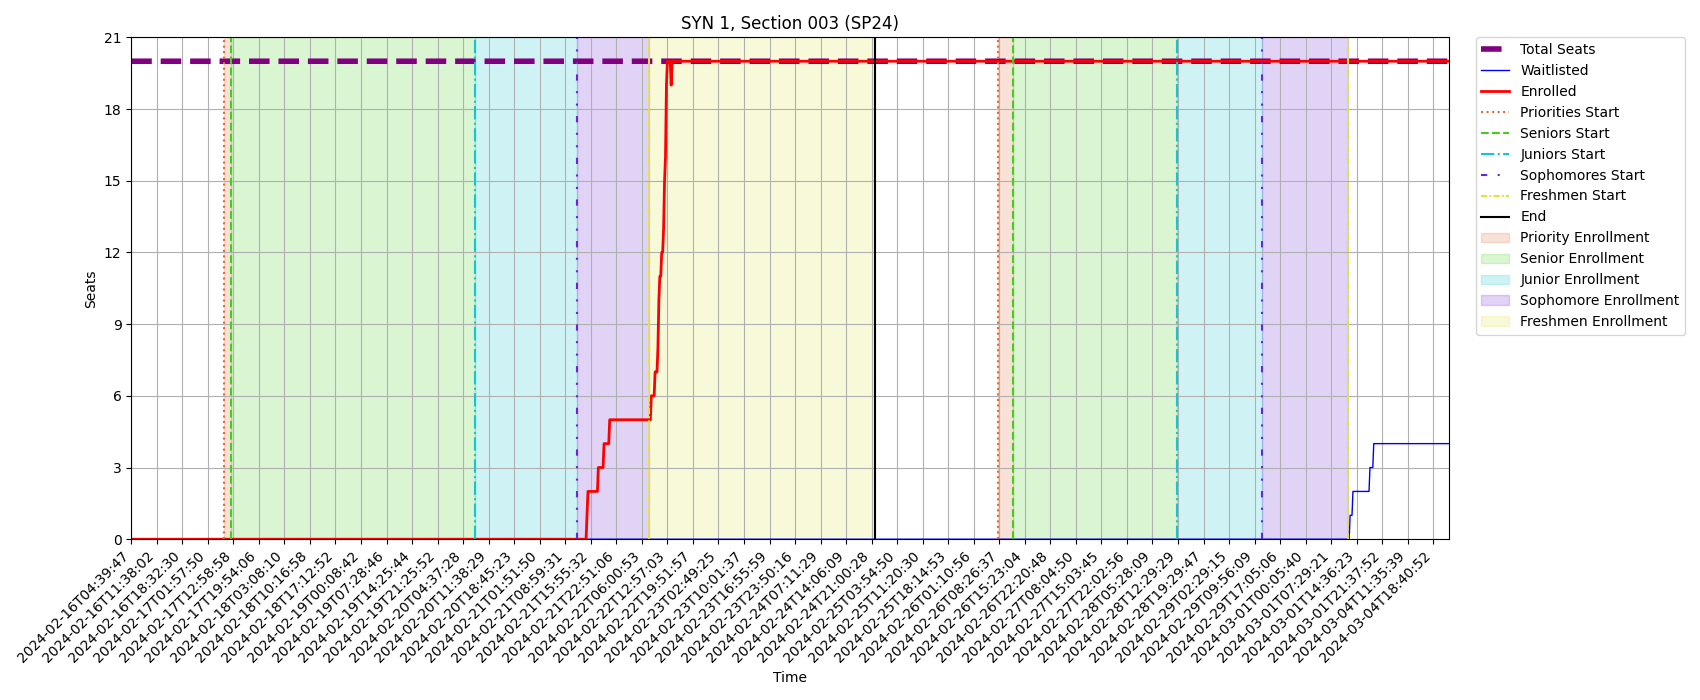 SYN 1, Section 003 (SP24)
21
18
15
12
9
6
3
0
Seats
2024-02-16T04:39:47
2024-02-16T11:38:02
2024-02-16T18:32:30
2024-02-17T01:57:50
2024-02-17T12:58:58
2024-02-17T19:54:06
2024-02-18T03:08:10
2024-02-18T10:16:58
2024-02-18T17:12:52
2024-02-19T00:08:42
2024-02-19T07:28:46
2024-02-19T14:25:44
2024-02-19T21:25:52
2024-02-20T04:37:28
2024-02-20T11:38:29
2024-02-20T18:45:23
2024-02-21T01:51:50
2024-02-21T08:59:31
2024-02-21T15:55:32
2024-02-21T22:51:06
2024-02-22T06:00:53
2024-02-22T12:57:03
2024-02-22T19:51:57
2024-02-23T02:49:25
2024-02-23T10:01:37
2024-02-23T16:55:59
2024-02-23T23:50:16
2024-02-24T07:11:29
2024-02-24T14:06:09
2024-02-24T21:00:28
2024-02-25T03:54:50
2024-02-25T11:20:30
2024-02-25T18:14:53
2024-02-26T01:10:56
2024-02-26T08:26:37
2024-02-26T15:23:04
2024-02-26T22:20:48
2024-02-27T08:04:50
2024-02-27T15:03:45
2024-02-27T22:02:56
2024-02-28T05:28:09
2024-02-28T12:29:29
2024-02-28T19:29:47
2024-02-29T02:29:15
2024-02-29T09:56:09
2024-02-29T17:05:06
2024-03-01T00:05:40
2024-03-01T07:29:21
2024-03-01T14:36:23
2024-03-01T21:37:52
2024-03-04T11:35:39
2024-03-04T18:40:52
Time
Total Seats
Waitlisted
Enrolled
Priorities Start
Seniors Start
Juniors Start
Sophomores Start
Freshmen Start
End
Priority Enrollment
Senior Enrollment
Junior Enrollment
Sophomore Enrollment
Freshmen Enrollment